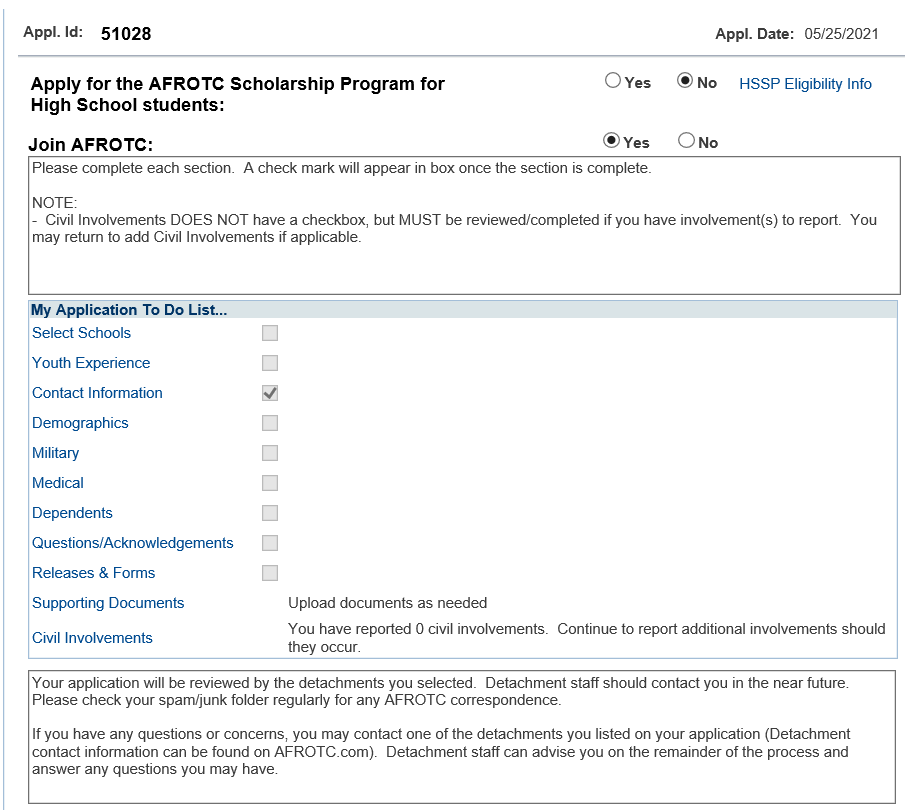 Appl. Id: 51028 Appl. Date: 05/25/2021
Apply for the AFROTC Scholarship Program for Yes No HSSP Eligibility Info
High School students:
Join AFROTC: Yes No
Please complete each section. A check mark will appear in box once the section is complete.
NOTE:
- Civil Involvements DOES NOT have a checkbox, but MUST be reviewed/completed if you have involvement(s) to report. You
may return to add Civil Involvements if applicable.
My Application To Do List...
Select Schools
Youth Experience
Contact Information
Demographics
Military
Medical
Dependents
Questions/Acknowledgements
Releases & Forms
Supporting Documents Upload documents as needed
Civil Involvements You have reported 0 civil involvements. Continue to report additional involvements should
they occur.
Your application will be reviewed by the detachments you selected. Detachment staff should contact you in the near future.
Please check your spam/junk folder regularly for any AFROTC correspondence.
If you have any questions or concerns, you may contact one of the detachments you listed on your application (Detachment
contact information can be found on AFROTC.com). Detachment staff can advise you on the remainder of the process and
answer any questions you may have.